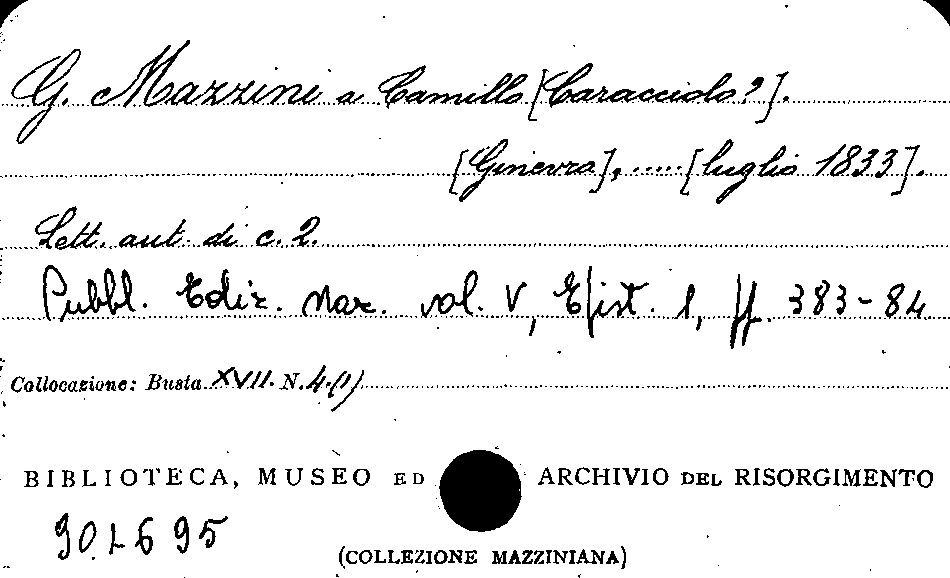 G. Mazzini a Camillo [Caracciolo?].
[Ginevra], ..... [luglio 1833].
Lett. aut. di c. 2.
Pubbl. Ediz. Naz. vol. V, Epist. 1, pp. 383-84
Collocazione: Busta XVII. N. 4.(1)
BIBLIOTECA, MUSEO ED ARCHIVIO DEL RISORGIMENTO
901695
(COLLEZIONE MAZZINIANA)